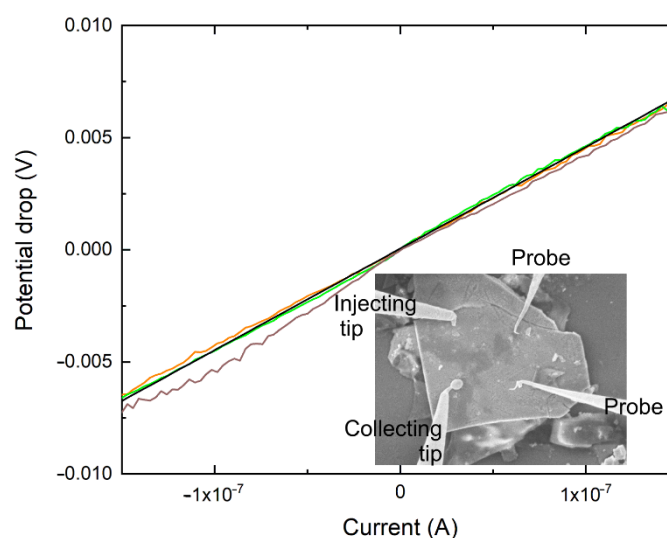 0.010
0.005
0.000
-0.005
-0.010
Potential drop (V)
Probe
Injecting
tip
Probe
Collecting
tip
-1x10⁻⁷
0
1x10⁻⁷
Current (A)